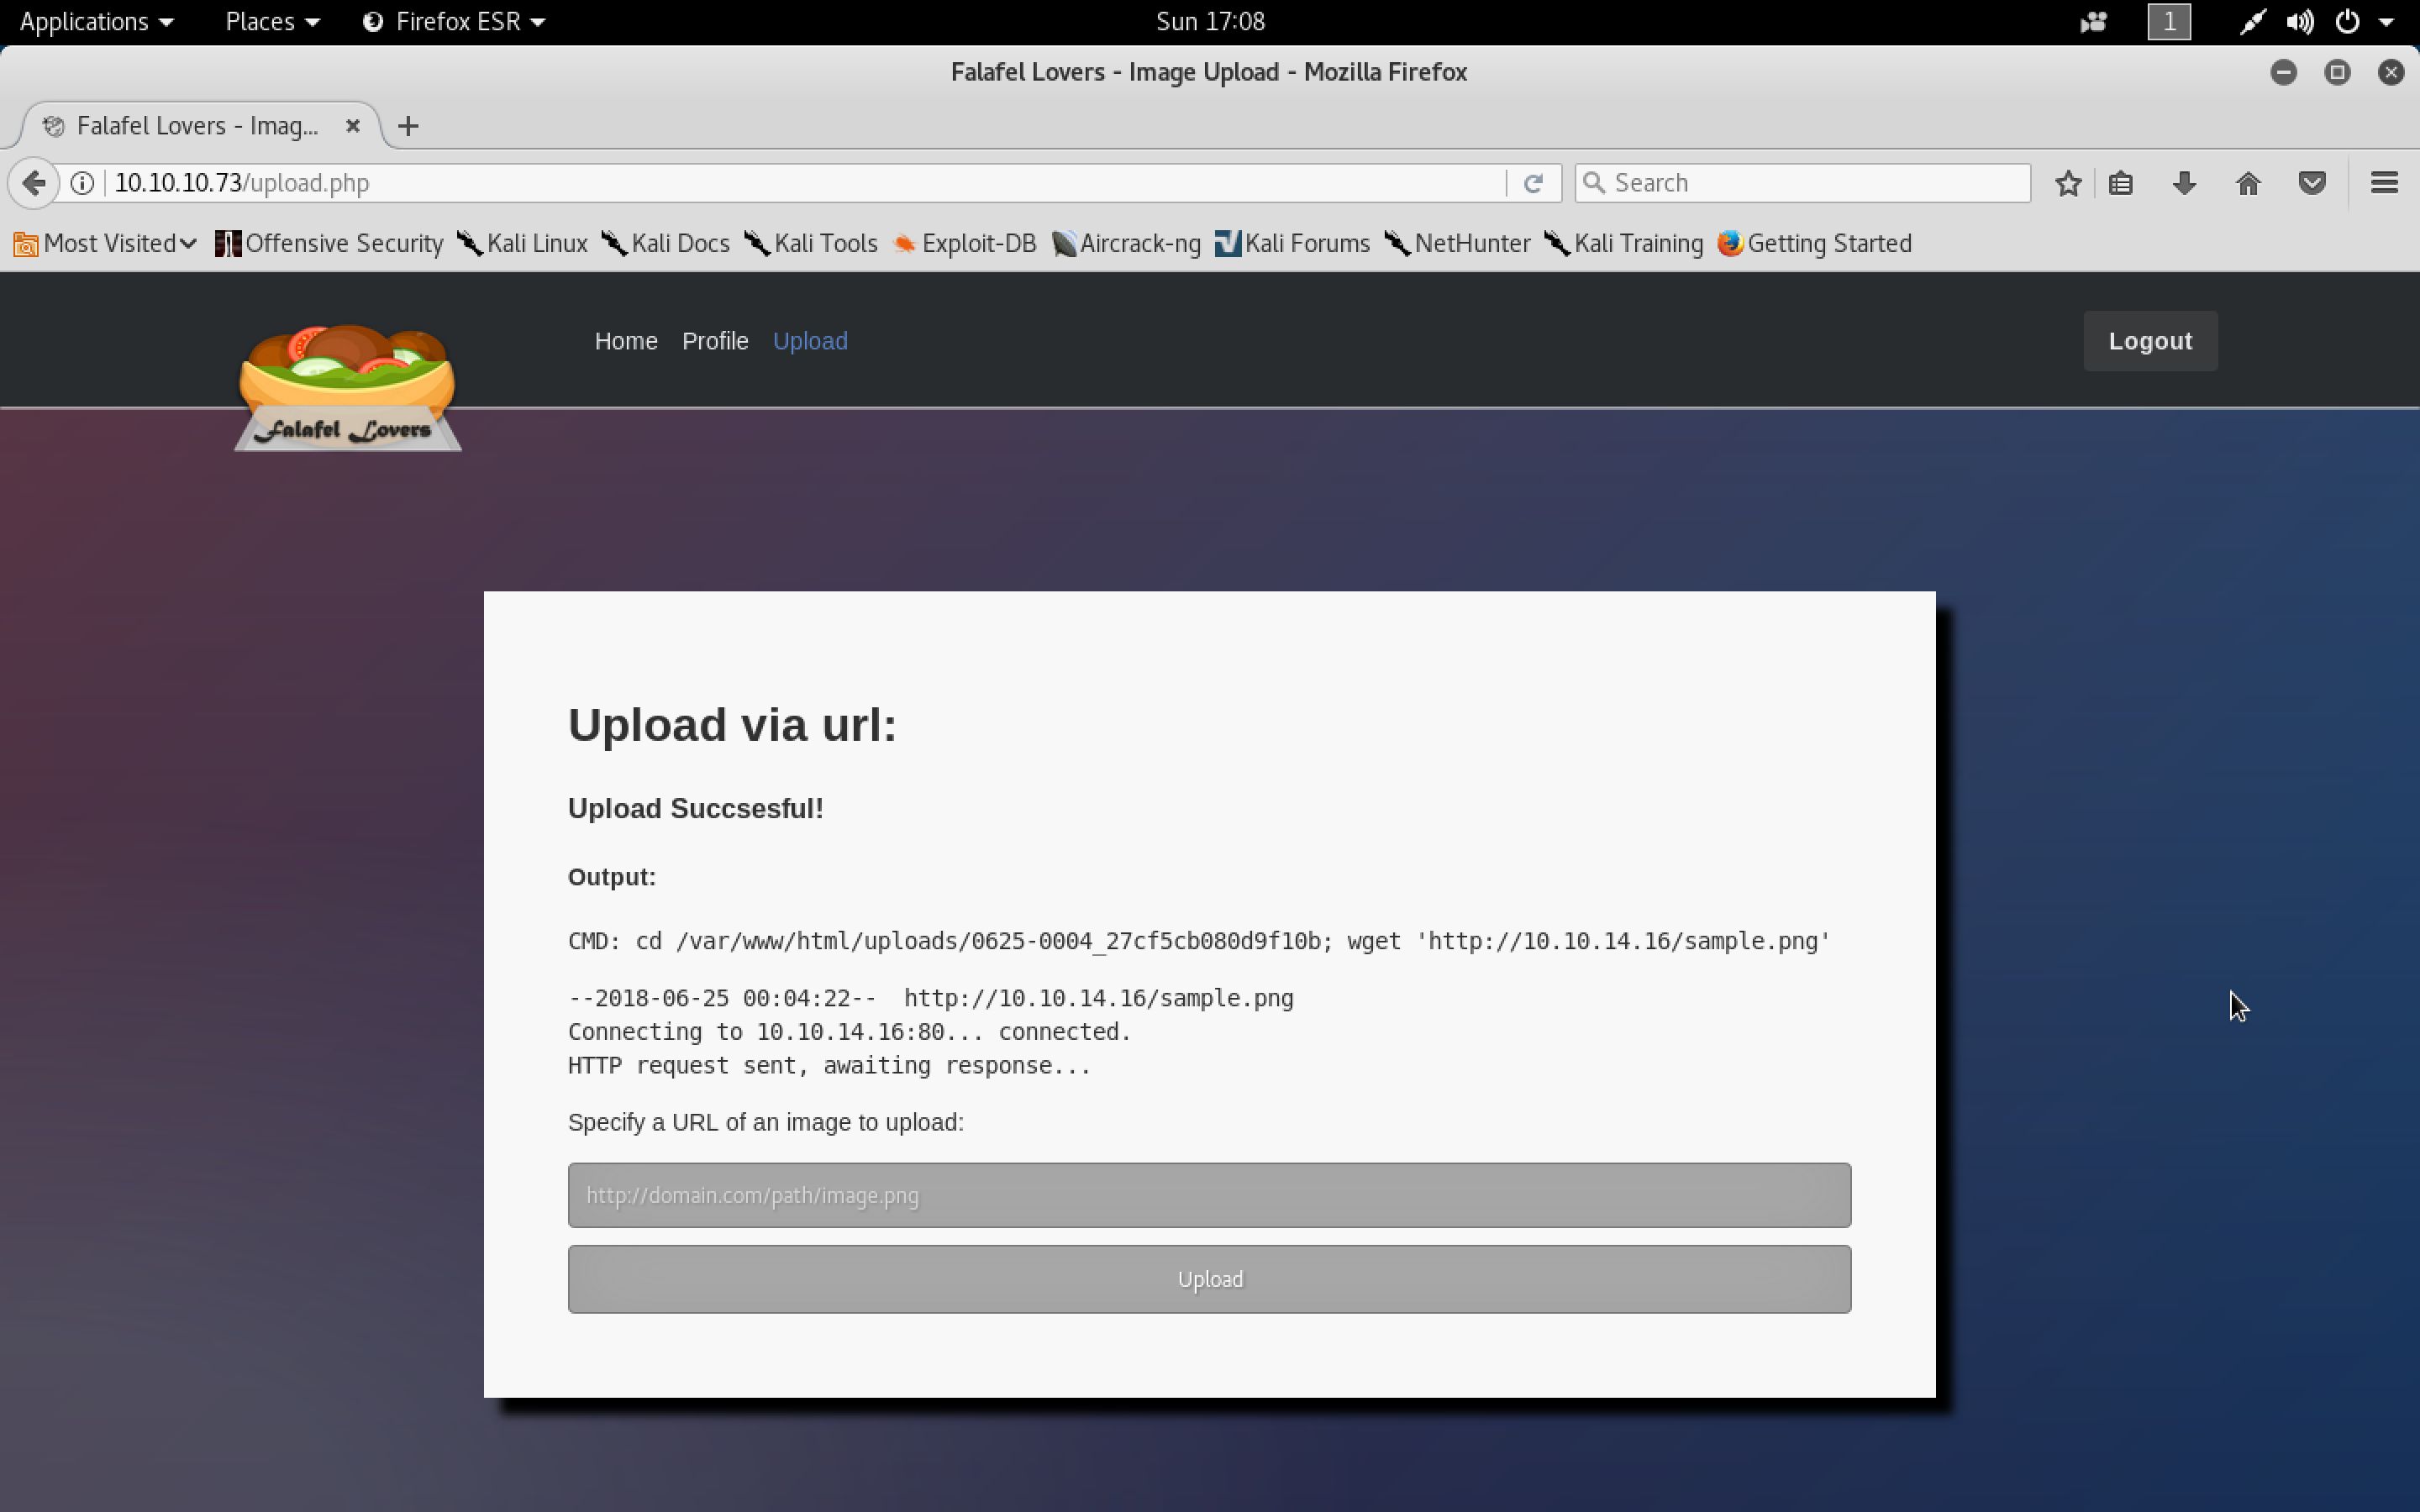 Applications Places Firefox ESR Sun 17:08 1
Falafel Lovers - Image Upload - Mozilla Firefox
Falafel Lovers - Imag...
10.10.10.73/upload.php Search
Most Visited Offensive Security Kali Linux Kali Docs Kali Tools Exploit-DB Aircrack-ng Kali Forums NetHunter Kali Training Getting Started
Home Profile Upload Logout
Falafel Lovers
Upload via url:
Upload Succsesful!
Output:
CMD: cd /var/www/html/uploads/0625-0004_27cf5cb080d9f10b; wget 'http://10.10.14.16/sample.png'
--2018-06-25 00:04:22--  http://10.10.14.16/sample.png
Connecting to 10.10.14.16:80... connected.
HTTP request sent, awaiting response...
Specify a URL of an image to upload:
http://domain.com/path/image.png
Upload